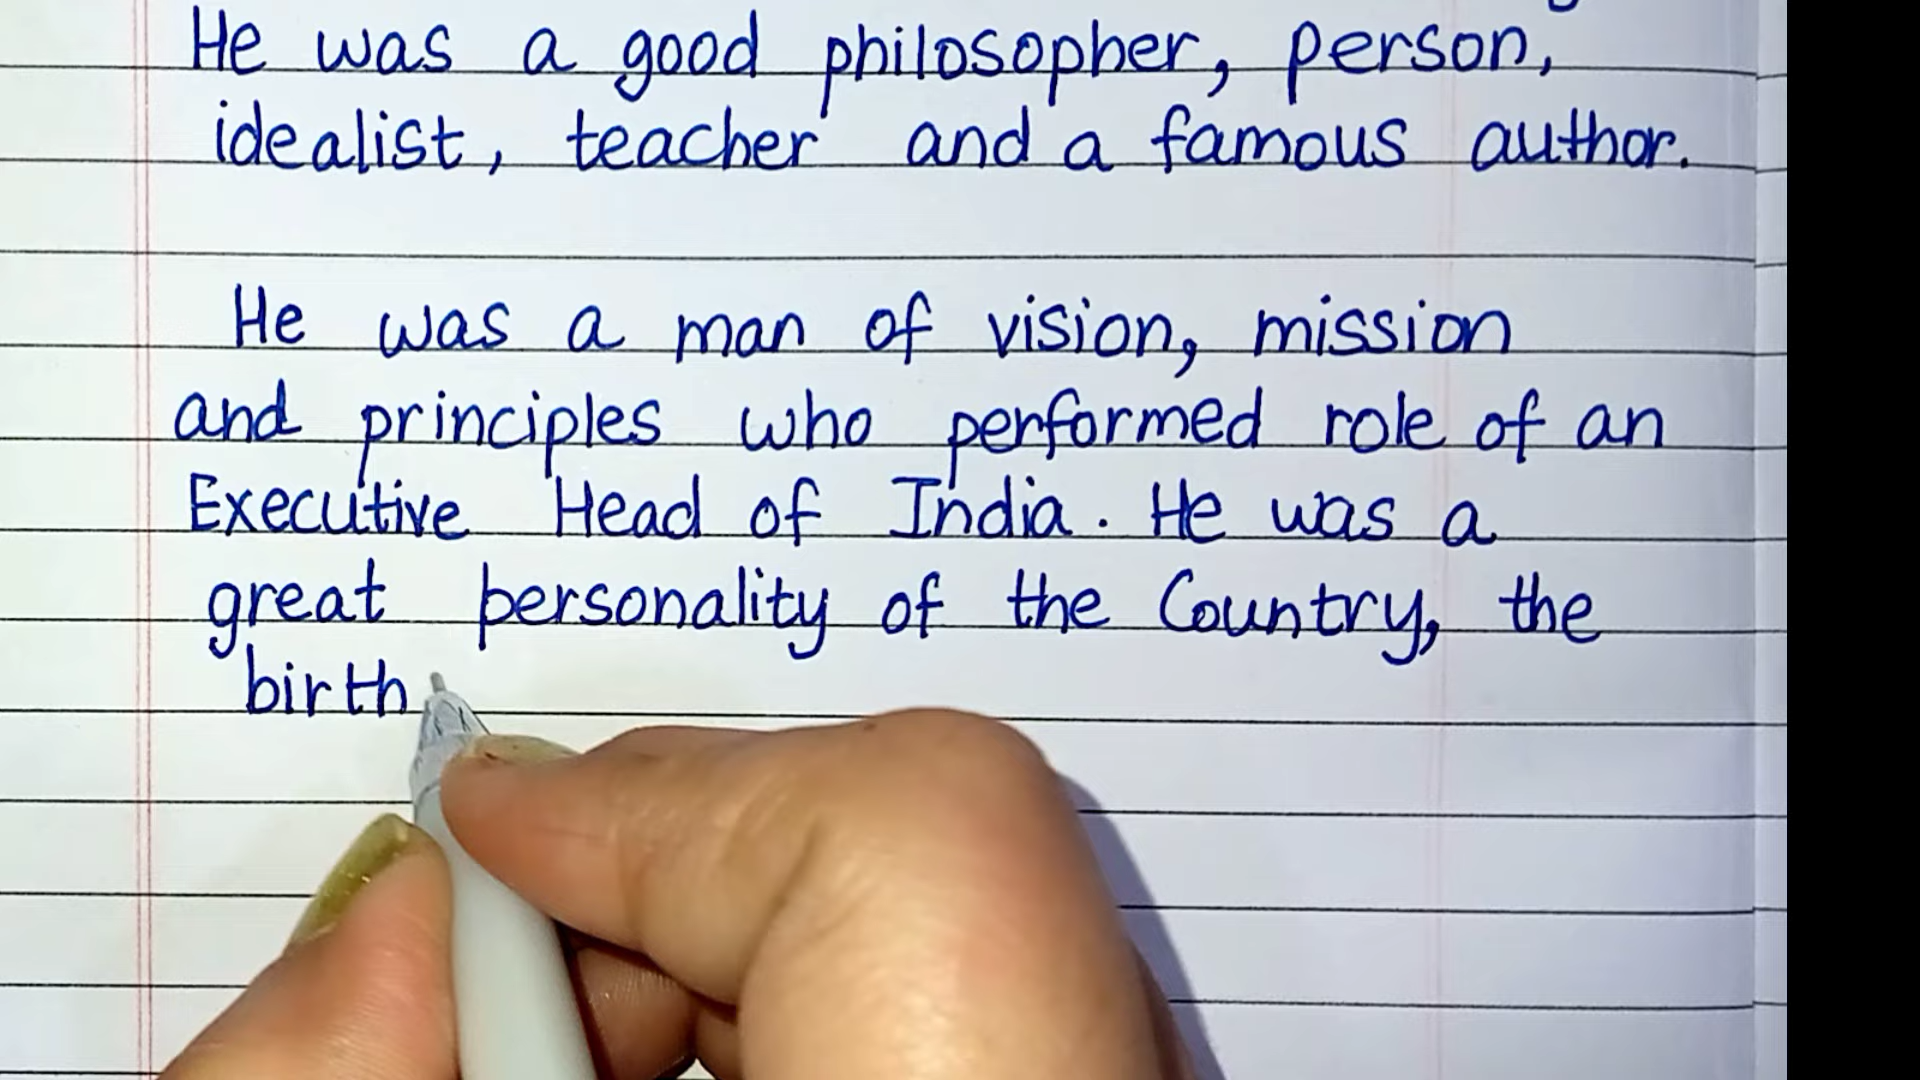 He was a good philosopher, person,
idealist, teacher and a famous author.
He was a man of vision, mission
and principles who performed role of an
Executive Head of India. He was a
great personality of the Country, the
birth